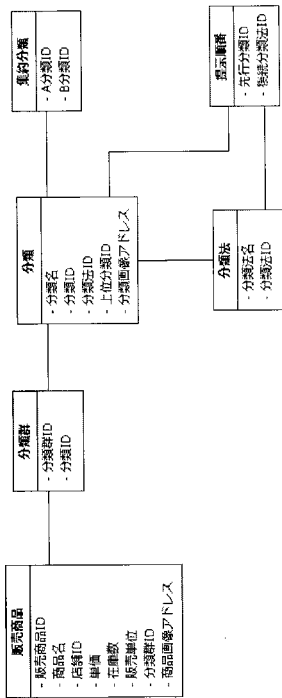 販売商品
- 販売商品ID
- 商品名
- 店舗ID
- 単価
- 在庫数
- 販売単位
- 分類群ID
- 商品画像アドレス
分類群
- 分類群ID
- 分類ID
分類
- 分類名
- 分類ID
- 分類法ID
- 上位分類ID
- 分類画像アドレス
集約分類
- A分類ID
- B分類ID
分類法
- 分類法名
- 分類法ID
提示順番
- 先行分類ID
- 後続分類法ID